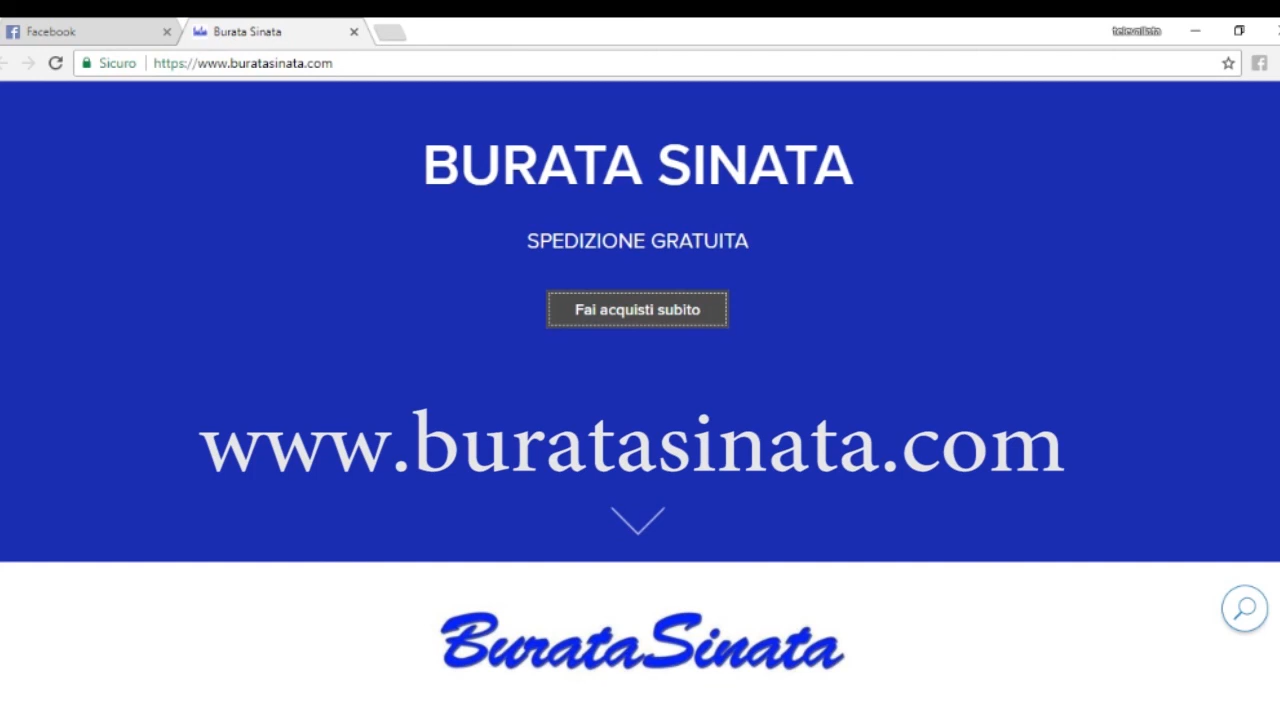 Facebook
Burata Sinata
televallista
Sicuro
https://www.buratasinata.com
BURATA SINATA
SPEDIZIONE GRATUITA
Fai acquisti subito
www.buratasinata.com
BurataSinata